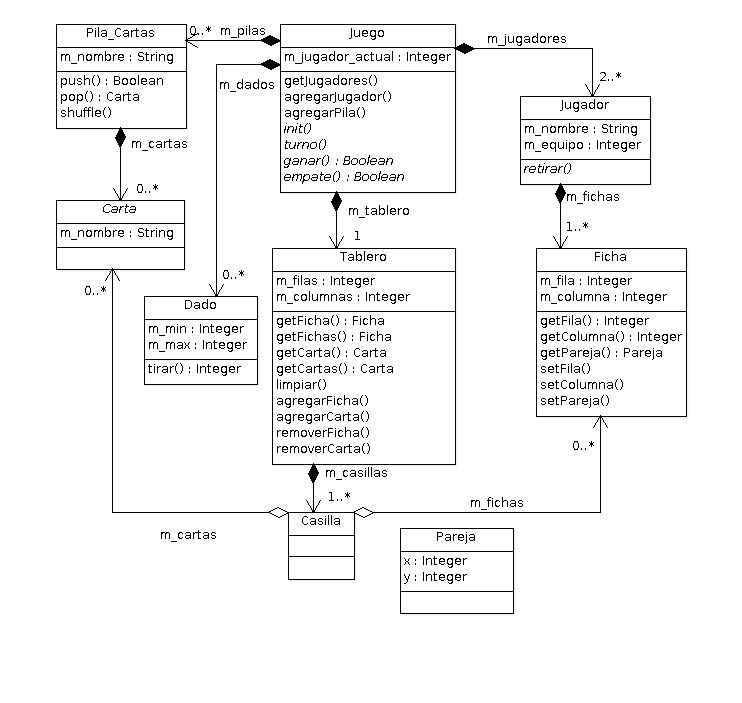 Pila_Cartas
m_nombre : String
push() : Boolean
pop() : Carta
shuffle()
0..*
m_pilas
Juego
m_jugador_actual : Integer
getJugadores()
agregarJugador()
agregarPila()
init()
turno()
ganar() : Boolean
empate() : Boolean
m_jugadores
2..*
m_dados
Jugador
m_nombre : String
m_equipo : Integer
retirar()
m_cartas
0..*
Carta
m_nombre : String
m_tablero
1
m_fichas
1..*
0..*
0..*
Dado
m_min : Integer
m_max : Integer
tirar() : Integer
Tablero
m_filas : Integer
m_columnas : Integer
getFicha() : Ficha
getFichas() : Ficha
getCarta() : Carta
getCartas() : Carta
limpiar()
agregarFicha()
agregarCarta()
removerFicha()
removerCarta()
Ficha
m_fila : Integer
m_columna : Integer
getFila() : Integer
getColumna() : Integer
getPareja() : Pareja
setFila()
setColumna()
setPareja()
0..*
m_casillas
1..*
m_cartas
Casilla
m_fichas
Pareja
x : Integer
y : Integer